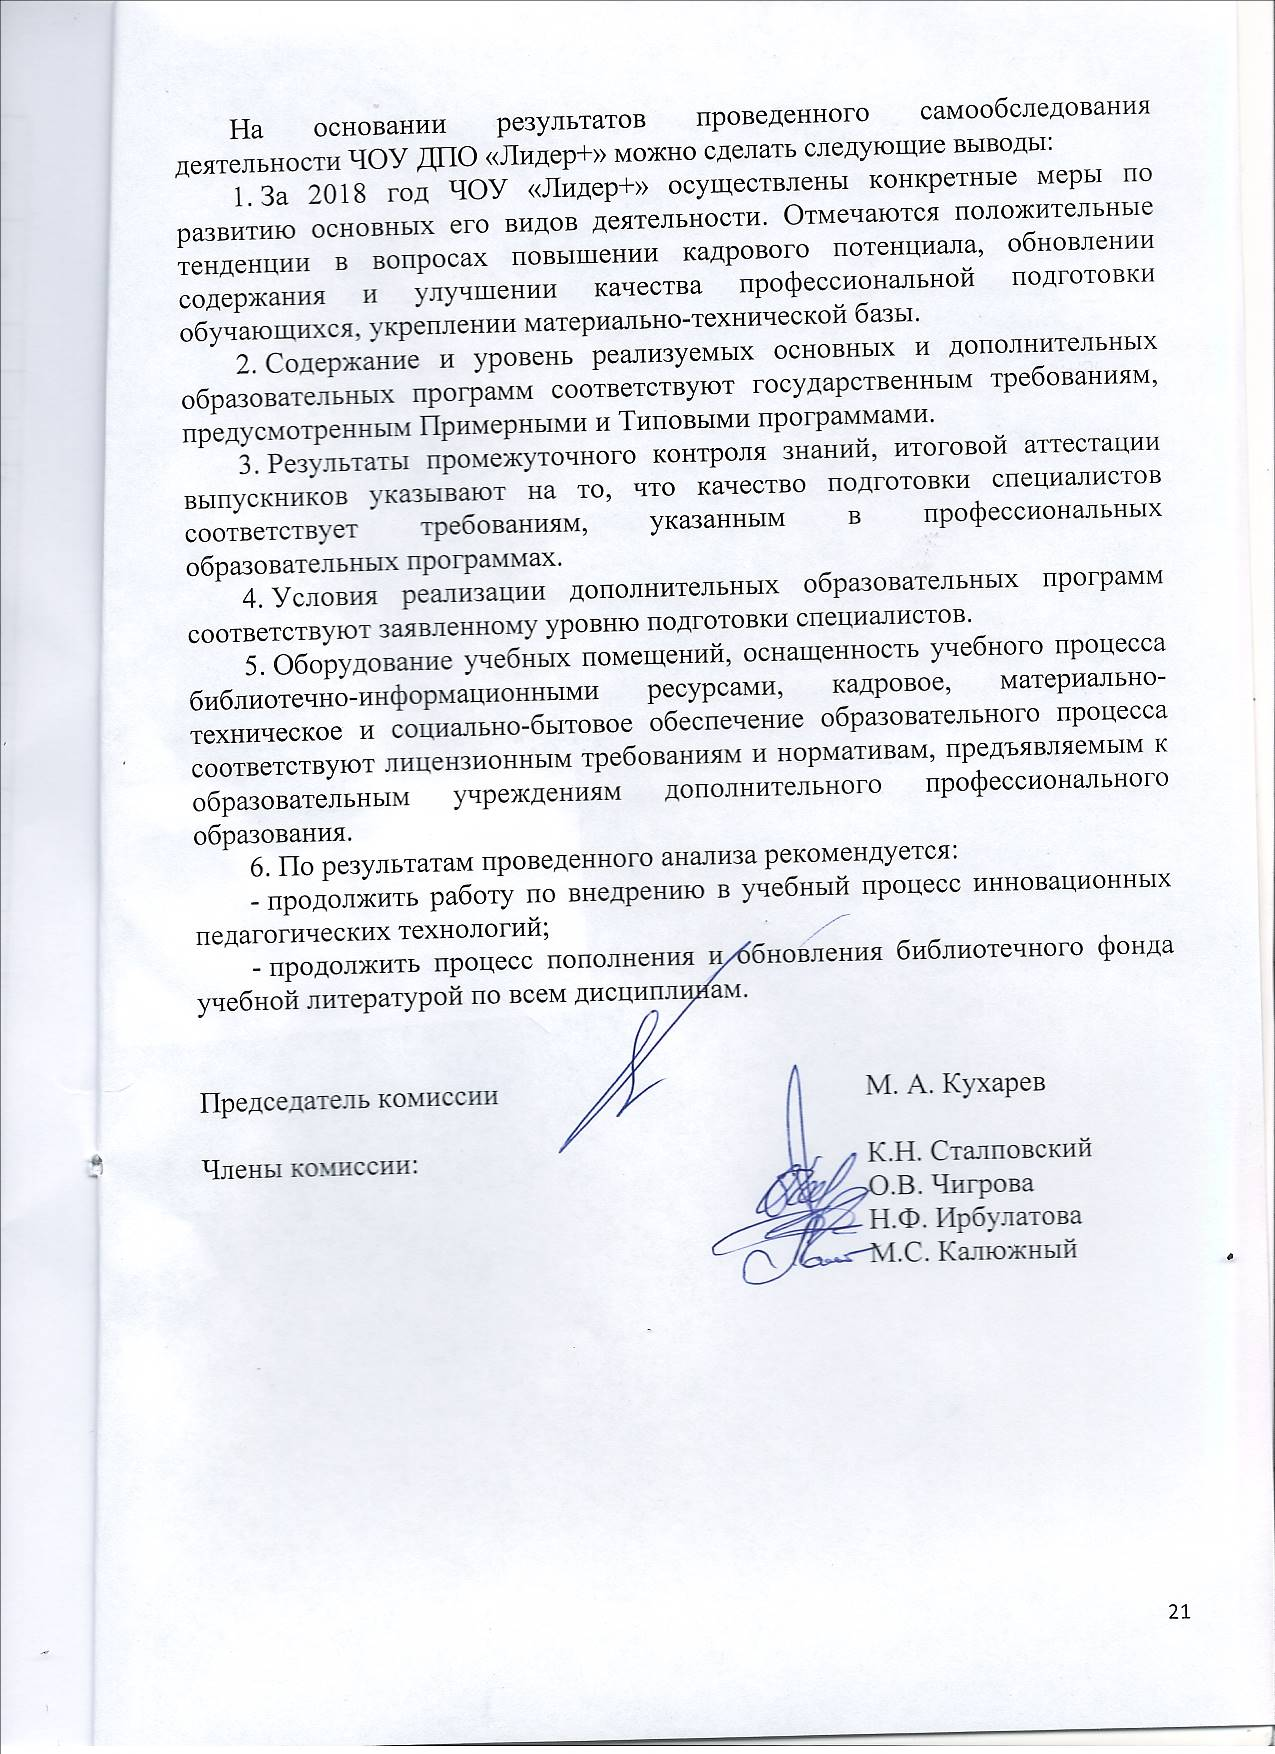 На основании результатов проведенного самообследования
деятельности ЧОУ ДПО «Лидер+» можно сделать следующие выводы:
1. За 2018 год ЧОУ «Лидер+» осуществлены конкретные меры по
развитию основных его видов деятельности. Отмечаются положительные
тенденции в вопросах повышении кадрового потенциала, обновлении
содержания и улучшении качества профессиональной подготовки
обучающихся, укреплении материально-технической базы.
2. Содержание и уровень реализуемых основных и дополнительных
образовательных программ соответствуют государственным требованиям,
предусмотренным Примерными и Типовыми программами.
3. Результаты промежуточного контроля знаний, итоговой аттестации
выпускников указывают на то, что качество подготовки специалистов
соответствует требованиям, указанным в профессиональных
образовательных программах.
4. Условия реализации дополнительных образовательных программ
соответствуют заявленному уровню подготовки специалистов.
5. Оборудование учебных помещений, оснащенность учебного процесса
библиотечно-информационными ресурсами, кадровое, материально-
техническое и социально-бытовое обеспечение образовательного процесса
соответствуют лицензионным требованиям и нормативам, предъявляемым к
образовательным учреждениям дополнительного профессионального
образования.
6. По результатам проведенного анализа рекомендуется:
- продолжить работу по внедрению в учебный процесс инновационных
педагогических технологий;
- продолжить процесс пополнения и обновления библиотечного фонда
учебной литературой по всем дисциплинам.
Председатель комиссии М. А. Кухарев
Члены комиссии: К.Н. Сталповский
О.В. Чигрова
Н.Ф. Ирбулатова
М.С. Калюжный
21